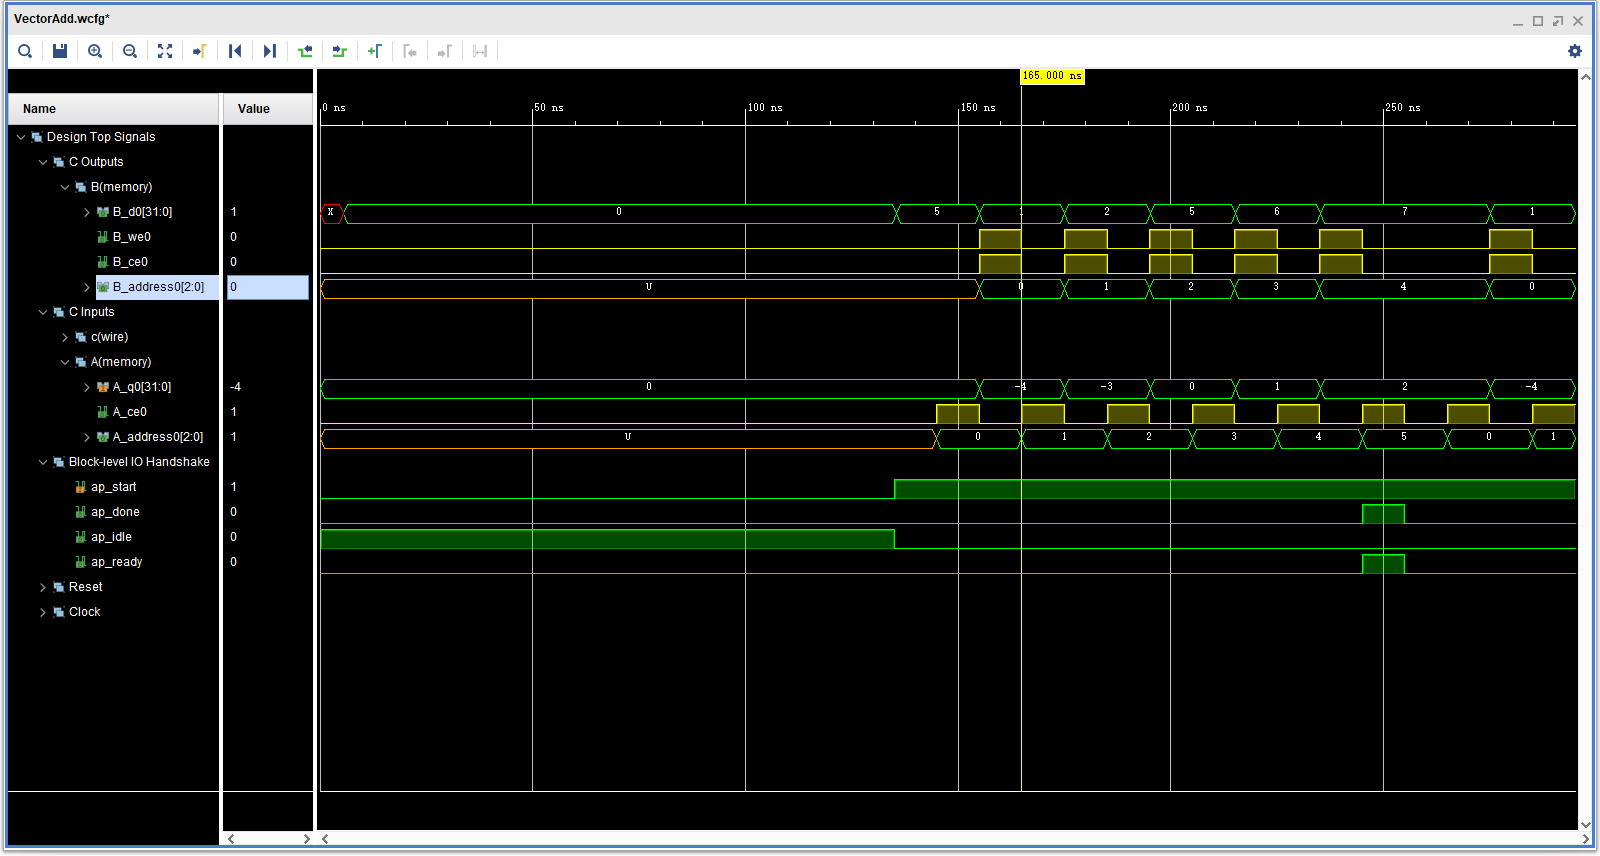 VectorAdd.wcfg*
165.000 ns
Name Value 0 ns 50 ns 100 ns 150 ns 200 ns 250 ns
Design Top Signals
C Outputs
B(memory)
B_d0[31:0] 1 X 0 5 1 2 5 6 7 1
B_we0 0
B_ce0 0
B_address0[2:0] 0 U 0 1 2 3 4 0
C Inputs
c(wire)
A(memory)
A_q0[31:0] -4 0 -4 -3 0 1 2 -4
A_ce0 1
A_address0[2:0] 1 U 0 1 2 3 4 5 0 1
Block-level IO Handshake
ap_start 1
ap_done 0
ap_idle 0
ap_ready 0
Reset
Clock